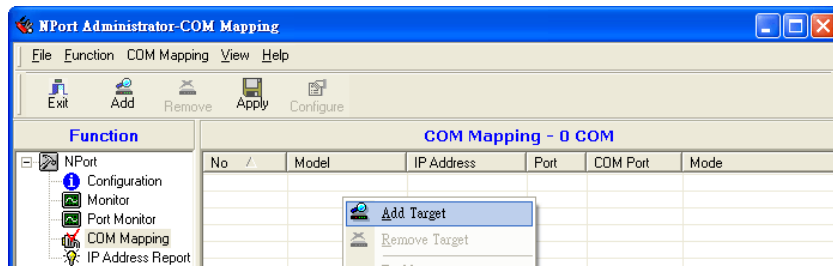 NPort Administrator-COM Mapping
File Function COM Mapping View Help
Exit Add Remove Apply Configure
Function
COM Mapping - 0 COM
NPort
No Model IP Address Port COM Port Mode
Configuration
Monitor
Port Monitor
Add Target
COM Mapping
Remove Target
IP Address Report